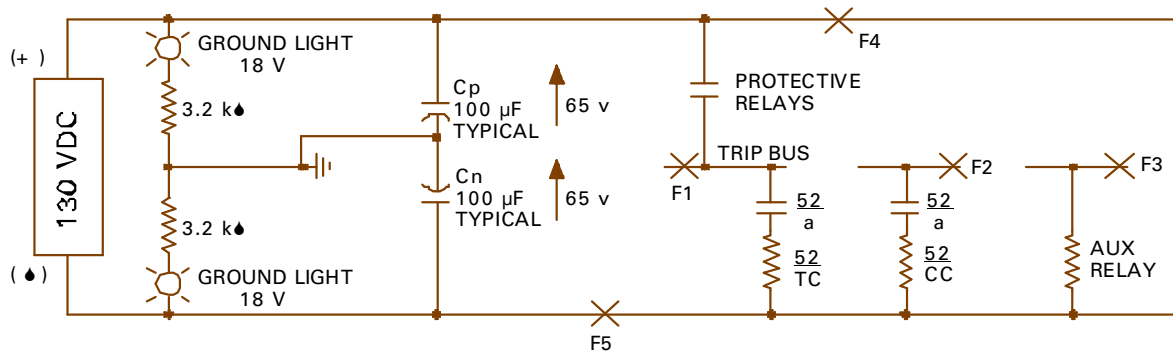 (+)
130 VDC
(♦)
GROUND LIGHT
18 V
3.2 k♦
3.2 k♦
GROUND LIGHT
18 V
Cp
100 µF
TYPICAL
65 v
Cn
100 µF
TYPICAL
65 v
F5
F4
PROTECTIVE
RELAYS
TRIP BUS
F1
F2
F3
52
a
52
TC
52
a
52
CC
AUX
RELAY